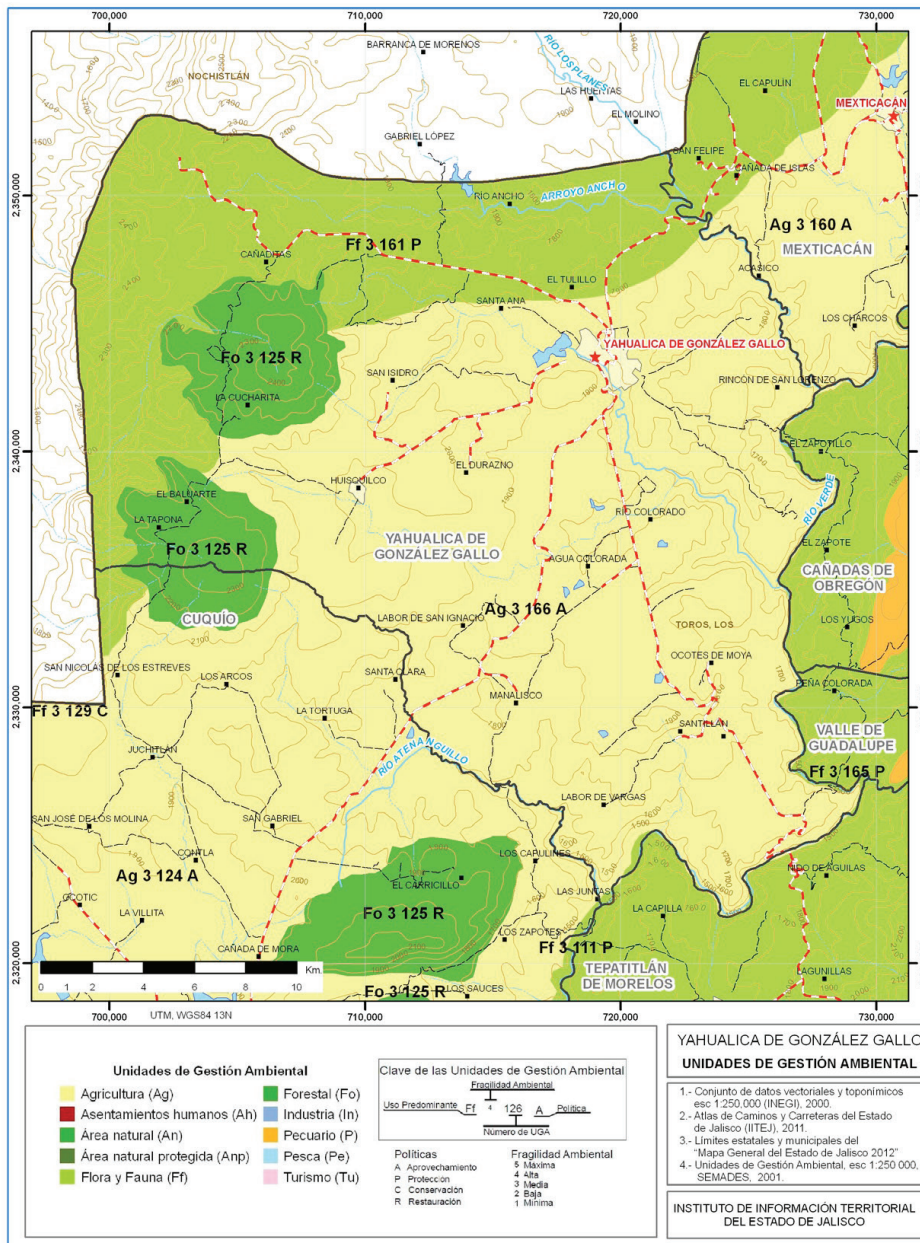 700,000
710,000
720,000
730,000
BARRANCA DE MORENOS
NOCHISTLÁN
RÍO LOS PLANES
LAS HUERTAS
EL MOLINO
EL CAPULÍN
MEXTICACÁN
GABRIEL LÓPEZ
SAN FELIPE
CAÑADA DE ISLAS
2,350,000
RÍO ANCHO
ARROYO ANCHO
Ag 3 160 A
MEXTICACÁN
Ff 3 161 P
CAÑADITAS
ACASICO
EL TULILLO
SANTA ANA
LOS CHARCOS
YAHUALICA DE GONZÁLEZ GALLO
Fo 3 125 R
SAN ISIDRO
RINCÓN DE SAN LORENZO
LA CUCHARITA
2,340,000
EL ZAPOTILLO
EL DURAZNO
HUISQUILCO
EL BALUARTE
RÍO COLORADO
RÍO VERDE
LA TAPONA
YAHUALICA DE
GONZÁLEZ GALLO
Fo 3 125 R
EL ZAPOTE
AGUA COLORADA
CAÑADAS DE
OBREGÓN
Ag 3 166 A
CUQUÍO
LABOR DE SAN IGNACIO
TOROS, LOS
LOS YUGOS
OCOTES DE MOYA
SAN NICOLAS DE LOS ESTREVES
LOS ARCOS
SANTA CLARA
PEÑA COLORADA
2,330,000
Ff 3 129 C
LA TORTUGA
MANALISCO
SANTILLÁN
VALLE DE
GUADALUPE
Ff 3 165 P
JUCHITLÁN
RÍO ATENANGUILLO
LABOR DE VARGAS
SAN JOSÉ DE LOS MOLINA
SAN GABRIEL
CONTLA
LOS CAPULINES
Ag 3 124 A
EL CARRICILLO
NIDO DE AGUILAS
OCOTIC
LAS JUNTAS
LA VILLITA
Fo 3 125 R
LA CAPILLA
LOS ZAPOTES
CAÑADA DE MORA
Ff 3 111 P
2,320,000
TEPATITLÁN
DE MORELOS
LAGUNILLAS
Km.
0 1 2 4 6 8 10
Fo 3 125 R
LOS SAUCES
UTM, WGS84 13N
700,000
710,000
720,000
730,000
Unidades de Gestión Ambiental
Agricultura (Ag)
Asentamientos humanos (Ah)
Área natural (An)
Área natural protegida (Anp)
Flora y Fauna (Ff)
Forestal (Fo)
Industria (In)
Pecuario (P)
Pesca (Pe)
Turismo (Tu)
Clave de las Unidades de Gestión Ambiental
Fragilidad Ambiental
Uso Predominante Ff 4 126 A Política
Número de UGA
Políticas
A Aprovechamiento
P Protección
C Conservación
R Restauración
Fragilidad Ambiental
5 Máxima
4 Alta
3 Media
2 Baja
1 Mínima
YAHUALICA DE GONZÁLEZ GALLO
UNIDADES DE GESTIÓN AMBIENTAL
1.- Conjunto de datos vectoriales y toponímicos
esc 1:250,000 (INEGI), 2000.
2.- Atlas de Caminos y Carreteras del Estado
de Jalisco (IITEJ), 2011.
3.- Límites estatales y municipales del
"Mapa General del Estado de Jalisco 2012"
4.- Unidades de Gestión Ambiental, esc 1:250 000,
SEMADES, 2001.
INSTITUTO DE INFORMACIÓN TERRITORIAL
DEL ESTADO DE JALISCO